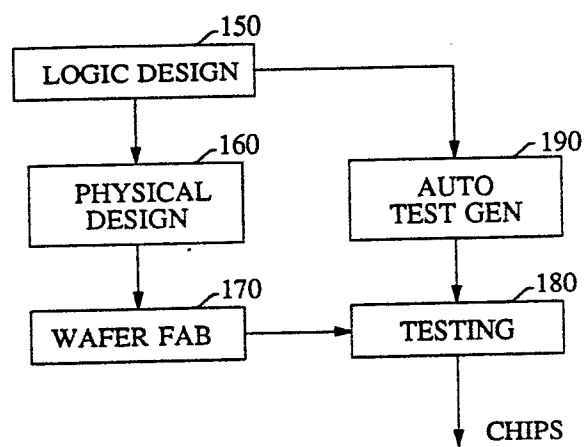 150
LOGIC DESIGN
160
PHYSICAL
DESIGN
190
AUTO
TEST GEN
170
WAFER FAB
180
TESTING
CHIPS